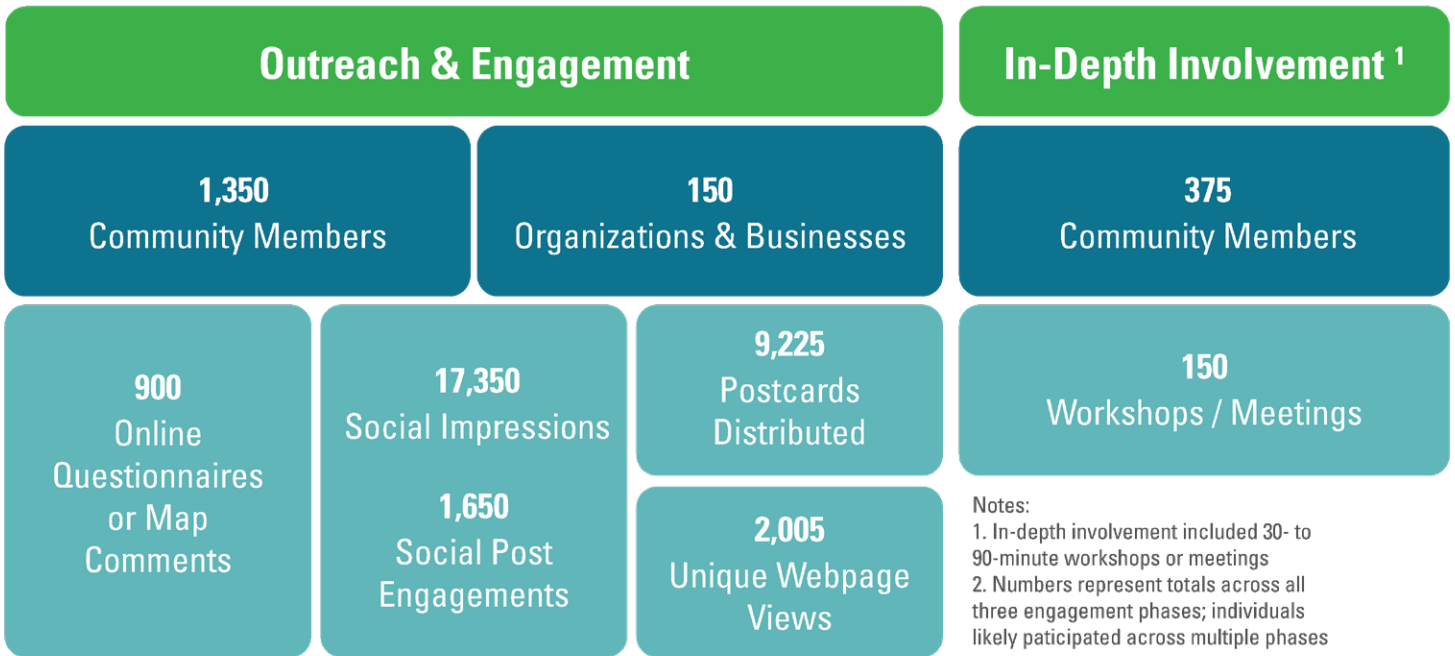 Outreach & Engagement
In-Depth Involvement 1
1,350
Community Members
150
Organizations & Businesses
375
Community Members
900
Online
Questionnaires
or Map
Comments
17,350
Social Impressions
1,650
Social Post
Engagements
9,225
Postcards
Distributed
2,005
Unique Webpage
Views
150
Workshops / Meetings
Notes:
1. In-depth involvement included 30- to
90-minute workshops or meetings
2. Numbers represent totals across all
three engagement phases; individuals
likely paticipated across multiple phases